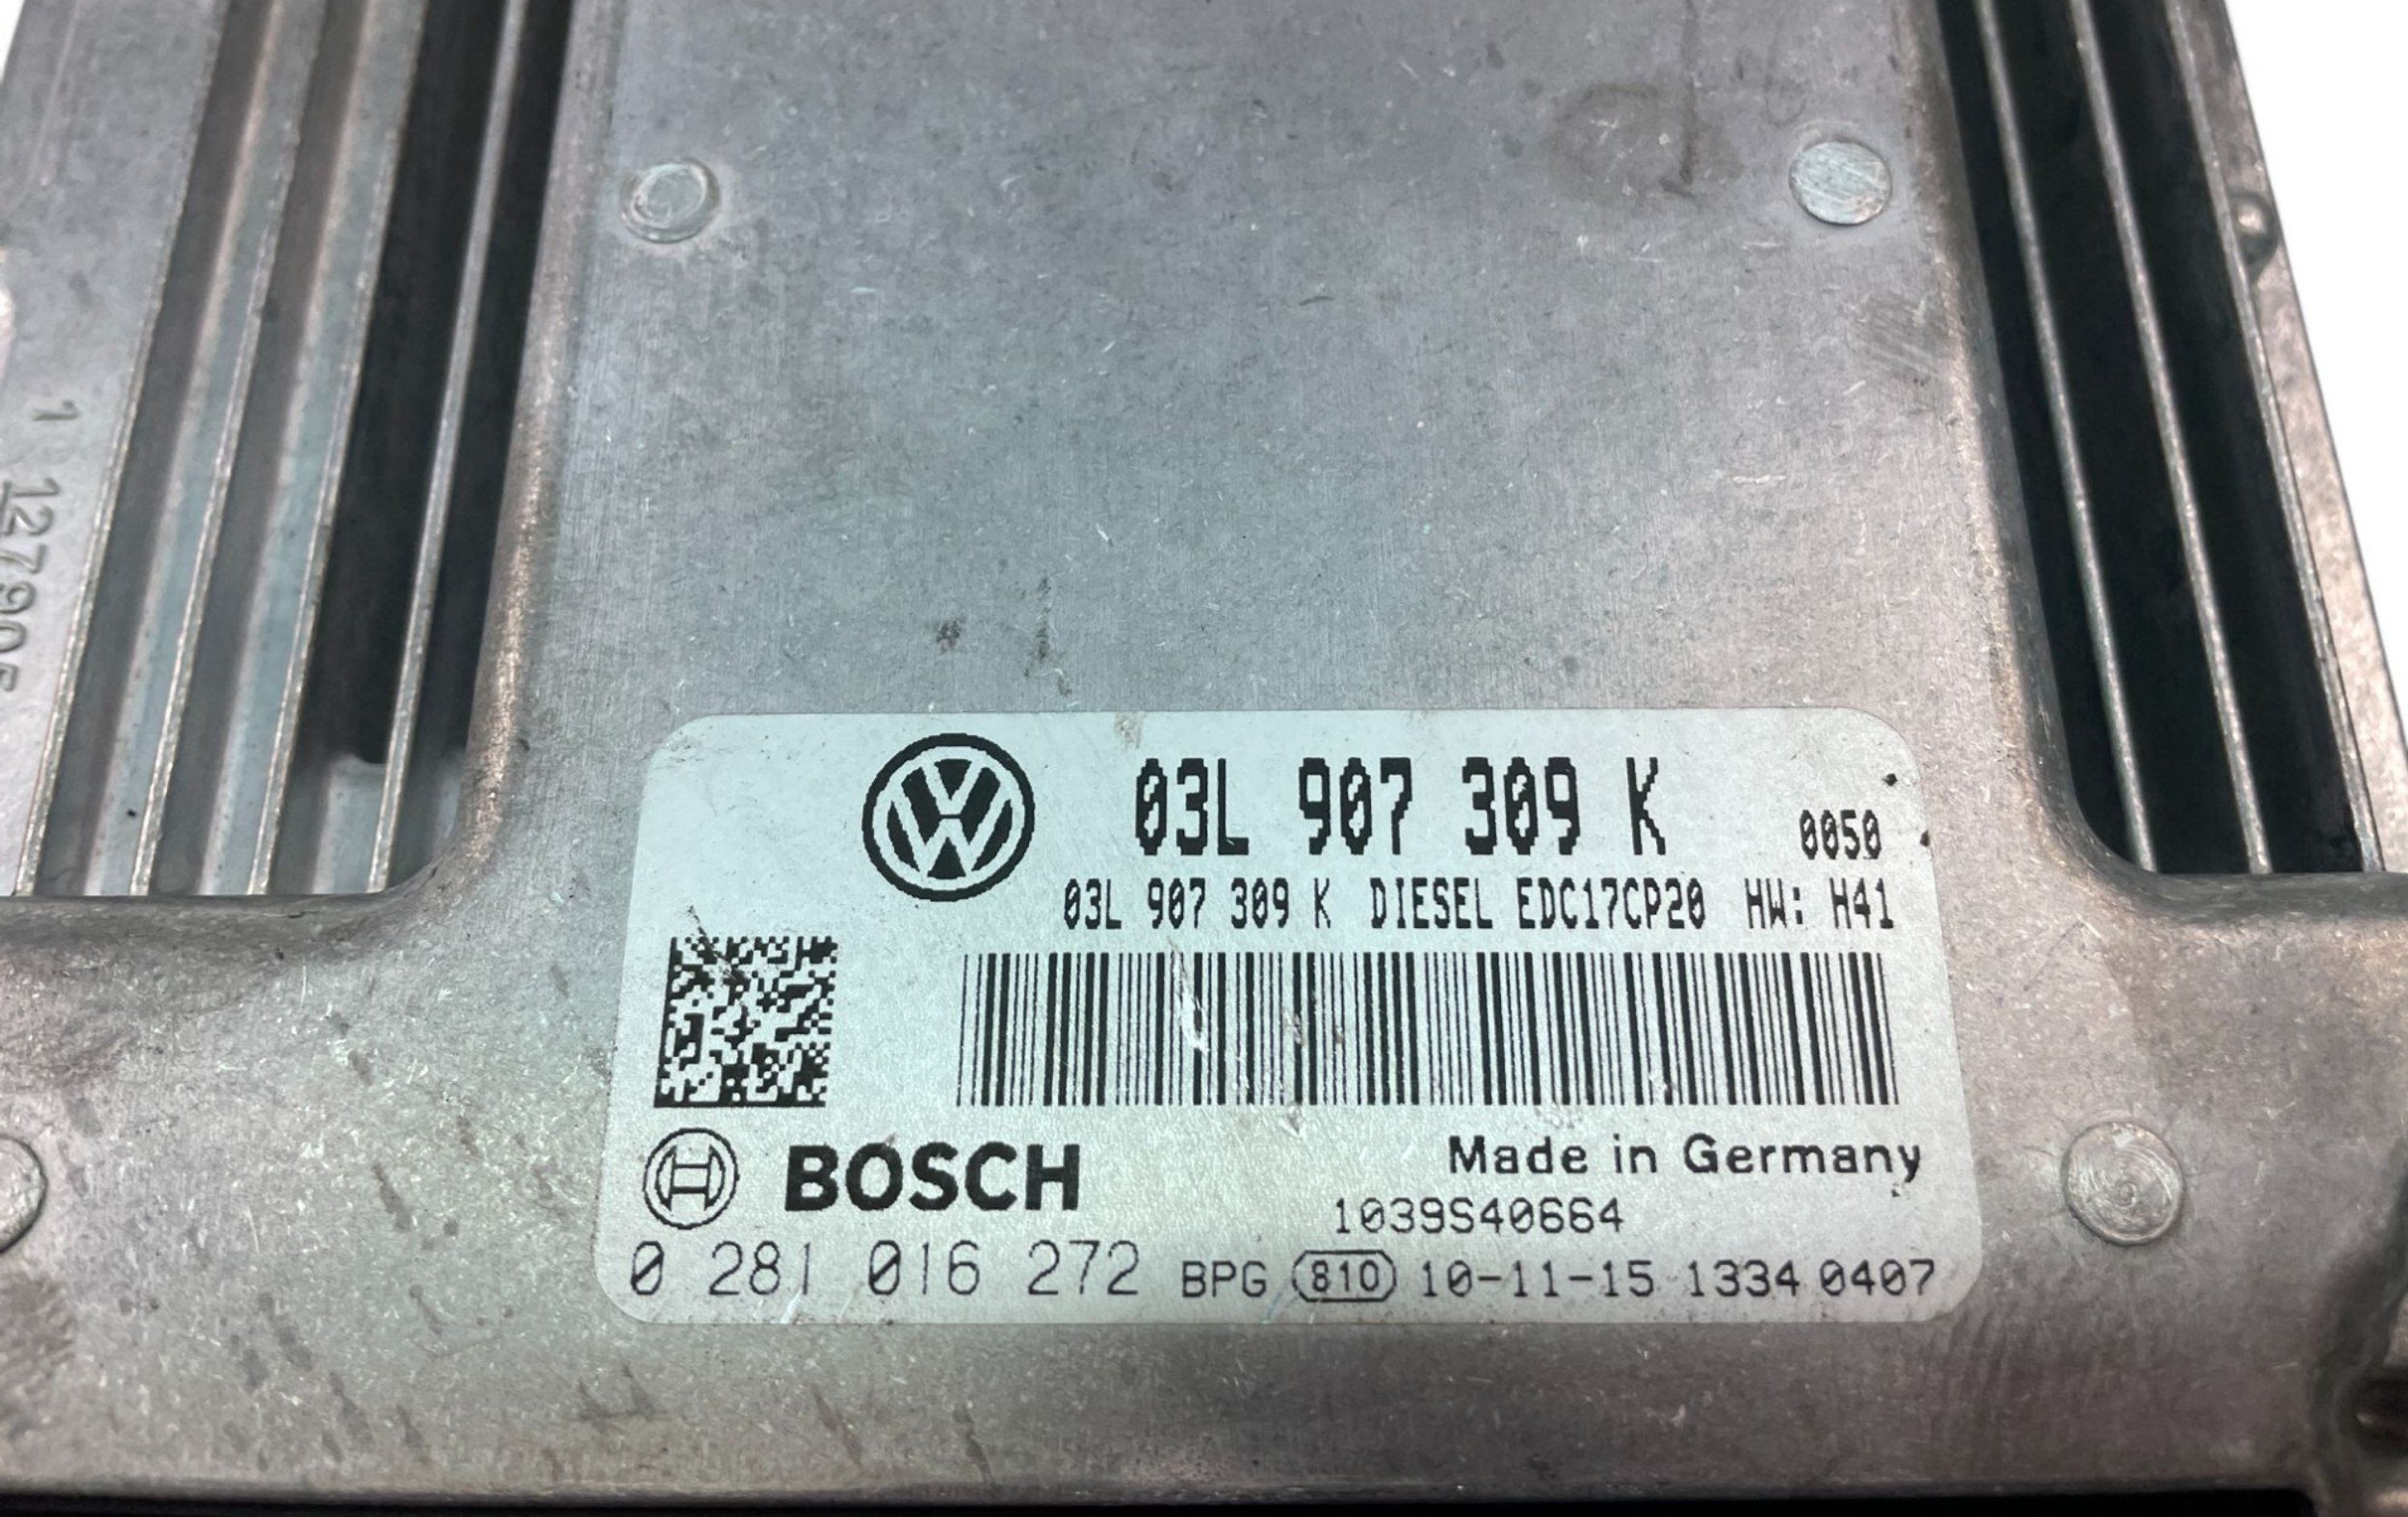 127905
03L 907 309 K
0050
03L 907 309 K DIESEL EDC17CP20 HW: H41
BOSCH
Made in Germany
1039S40664
0 281 016 272 BPG 810 10-11-15 1334 0407